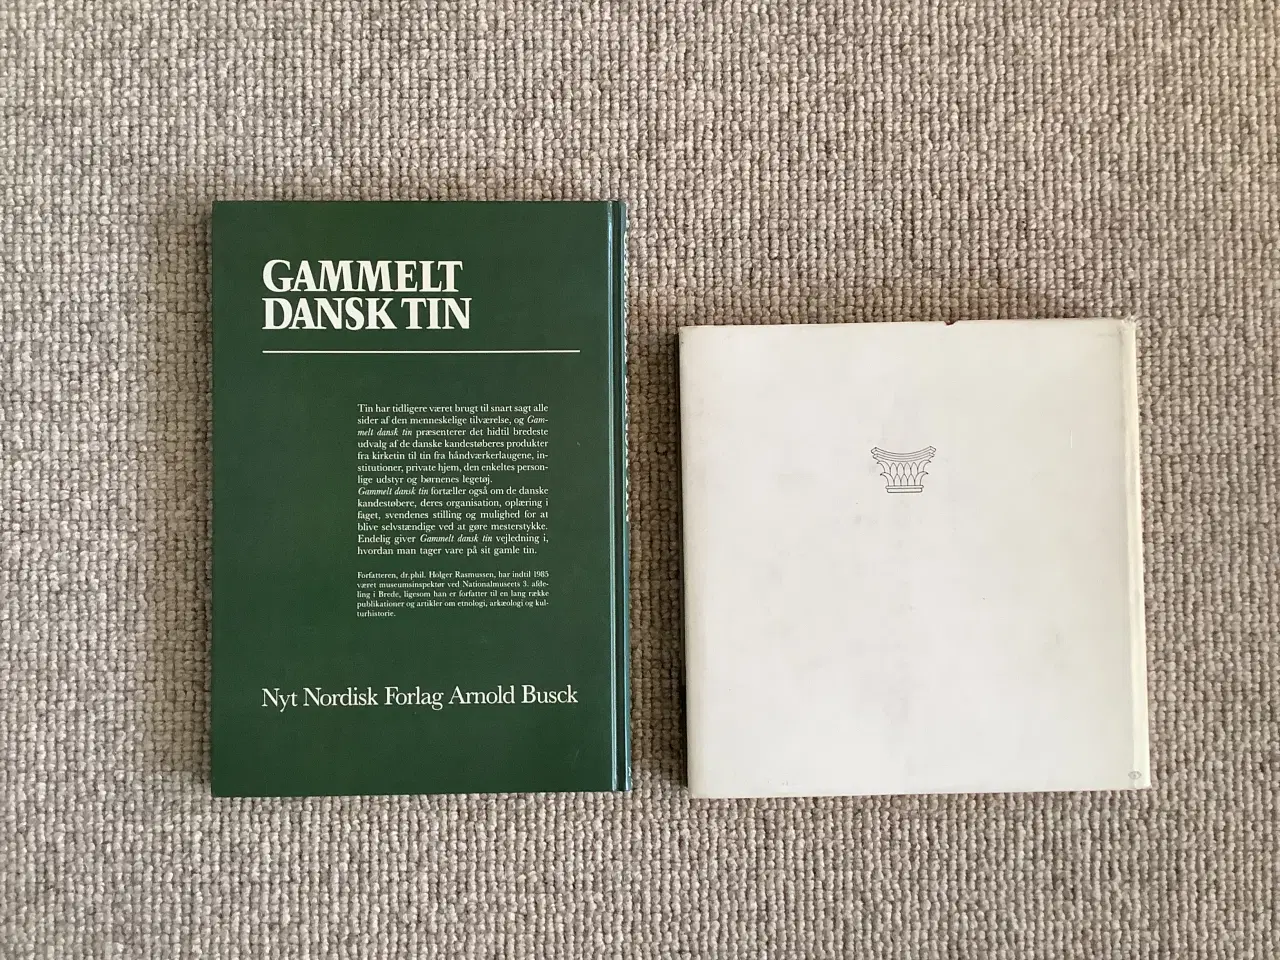 GAMMELT
DANSK TIN
Tin har tidligere været brugt til snart sagt alle
sider af den menneskelige tilværelse, og Gam-
melt dansk tin præsenterer det hidtil bredeste
udvalg af de danske kandestøberes produkter
fra kirketin til tin fra håndværkerlaugene, in-
stitutioner, private hjem, den enkeltes person-
lige udstyr og børnenes legetøj.
Gammelt dansk tin fortæller også om de danske
kandestøbere, deres organisation, oplæring i
faget, svendenes stilling og mulighed for at
blive selvstændige ved at gøre mesterstykke.
Endelig giver Gammelt dansk tin vejledning i,
hvordan man tager vare på sit gamle tin.
Forfatteren, dr.phil. Holger Rasmussen, har indtil 1985
været museumsinspektør ved Nationalmuseets 3. afde-
ling i Brede, ligesom han er forfatter til en lang række
publikationer og artikler om etnologi, arkæologi og kul-
turhistorie.
Nyt Nordisk Forlag Arnold Busck